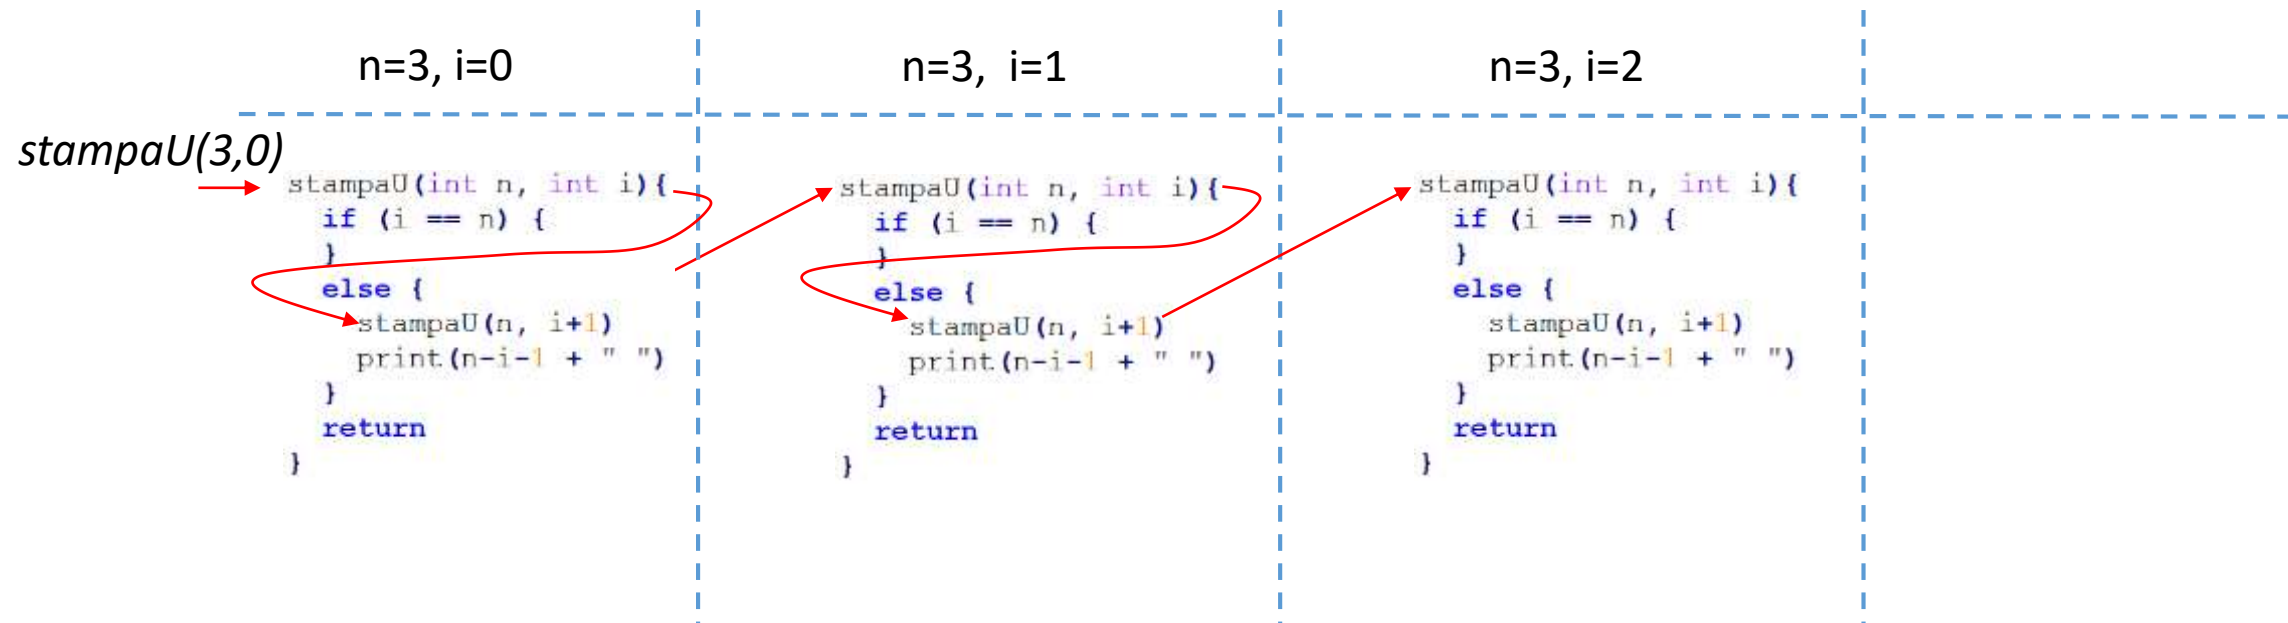 n=3, i=0
n=3, i=1
n=3, i=2
stampaU(3,0)
stampaU(int n, int i){
if (i == n) {
}
else {
stampaU(n, i+1)
print(n-i-1 + " ")
}
return
}
stampaU(int n, int i){
if (i == n) {
}
else {
stampaU(n, i+1)
print(n-i-1 + " ")
}
return
}
stampaU(int n, int i){
if (i == n) {
}
else {
stampaU(n, i+1)
print(n-i-1 + " ")
}
return
}